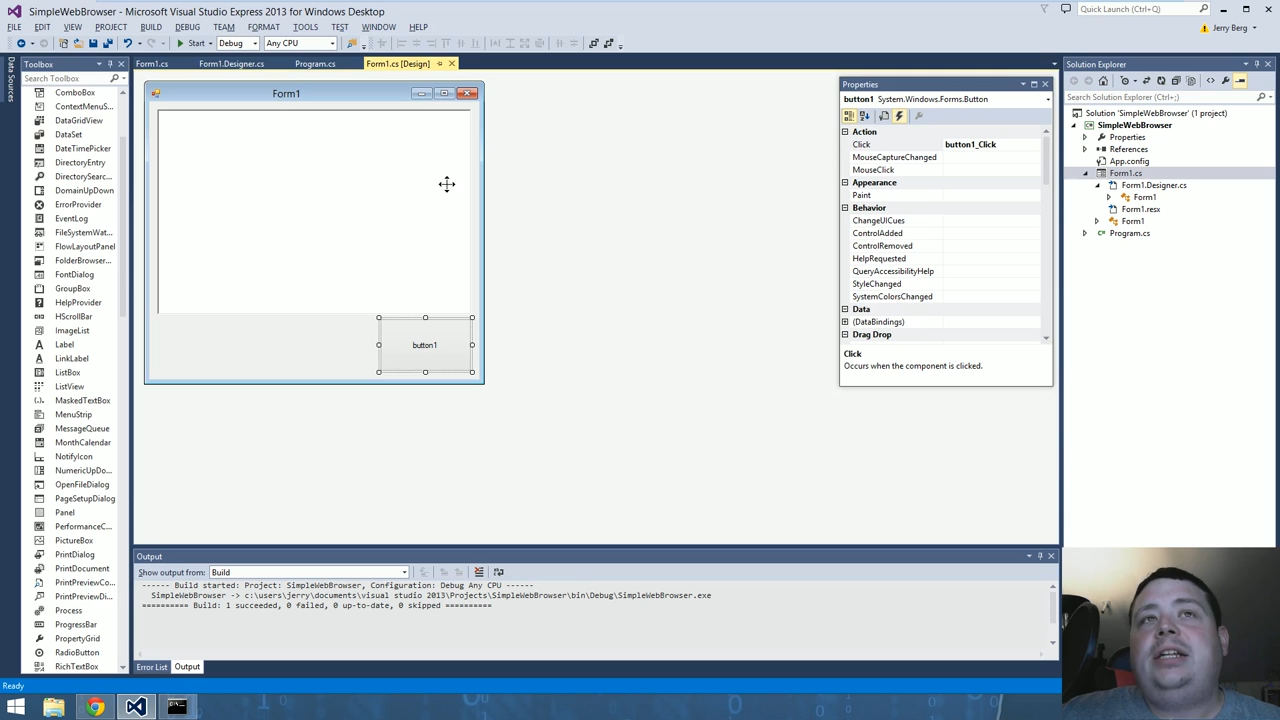 SimpleWebBrowser - Microsoft Visual Studio Express 2013 for Windows Desktop
Quick Launch (Ctrl+Q)
FILE EDIT VIEW PROJECT BUILD DEBUG TEAM FORMAT TOOLS TEST WINDOW HELP
Jerry Berg
Start Debug Any CPU
Data Sources
Toolbox
Search Toolbox
ComboBox
ContextMenuS...
DataGridView
DataSet
DateTimePicker
DirectoryEntry
DirectorySearc...
DomainUpDown
ErrorProvider
EventLog
FileSystemWat...
FlowLayoutPanel
FolderBrowser...
FontDialog
GroupBox
HelpProvider
HScrollBar
ImageList
Label
LinkLabel
ListBox
ListView
MaskedTextBox
MenuStrip
MessageQueue
MonthCalendar
NotifyIcon
NumericUpDo...
OpenFileDialog
PageSetupDialog
Panel
PerformanceC...
PictureBox
PrintDialog
PrintDocument
PrintPreviewCo...
PrintPreviewDi...
Process
ProgressBar
PropertyGrid
RadioButton
RichTextBox
Form1.cs Form1.Designer.cs Program.cs Form1.cs [Design]
Form1
button1
Properties
button1 System.Windows.Forms.Button
Action
Click button1_Click
MouseCaptureChanged
MouseClick
Appearance
Paint
Behavior
ChangeUICues
ControlAdded
ControlRemoved
HelpRequested
QueryAccessibilityHelp
StyleChanged
SystemColorsChanged
Data
(DataBindings)
Drag Drop
Click
Occurs when the component is clicked.
Solution Explorer
Search Solution Explorer (Ctrl+;)
Solution 'SimpleWebBrowser' (1 project)
SimpleWebBrowser
Properties
References
App.config
Form1.cs
Form1.Designer.cs
Form1
Form1.resx
Form1
Program.cs
Output
Show output from: Build
------ Build started: Project: SimpleWebBrowser, Configuration: Debug Any CPU ------
SimpleWebBrowser -> c:\users\jerry\documents\visual studio 2013\Projects\SimpleWebBrowser\bin\Debug\SimpleWebBrowser.exe
========== Build: 1 succeeded, 0 failed, 0 up-to-date, 0 skipped ==========
Error List Output
Ready